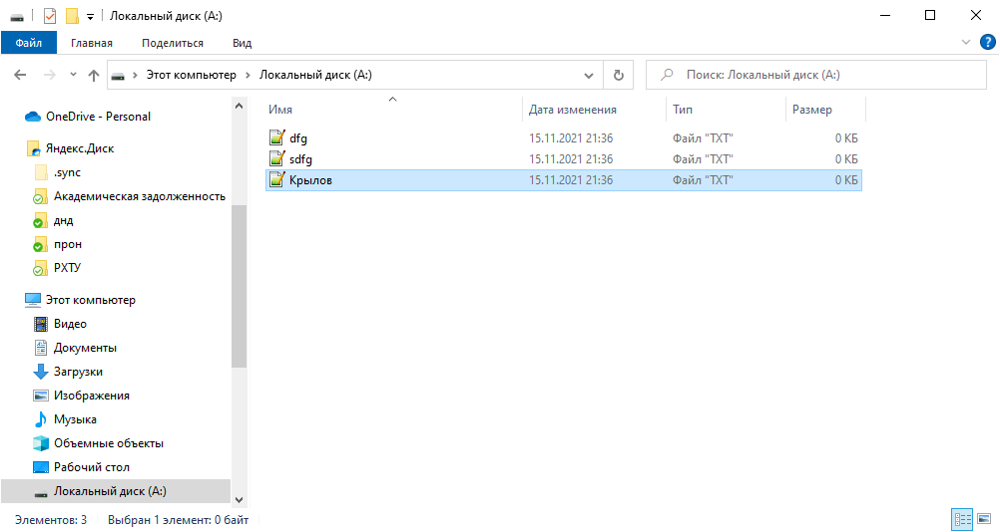 Локальный диск (A:)
Файл Главная Поделиться Вид
Этот компьютер Локальный диск (A:) Поиск: Локальный диск (A:)
OneDrive - Personal
Яндекс.Диск
.sync
Академическая задолженность
днд
прон
РХТУ
Этот компьютер
Видео
Документы
Загрузки
Изображения
Музыка
Объемные объекты
Рабочий стол
Локальный диск (A:)
Имя Дата изменения Тип Размер
dfg 15.11.2021 21:36 Файл "TXT" 0 КБ
sdfg 15.11.2021 21:36 Файл "TXT" 0 КБ
Крылов 15.11.2021 21:36 Файл "TXT" 0 КБ
Элементов: 3 Выбран 1 элемент: 0 байт